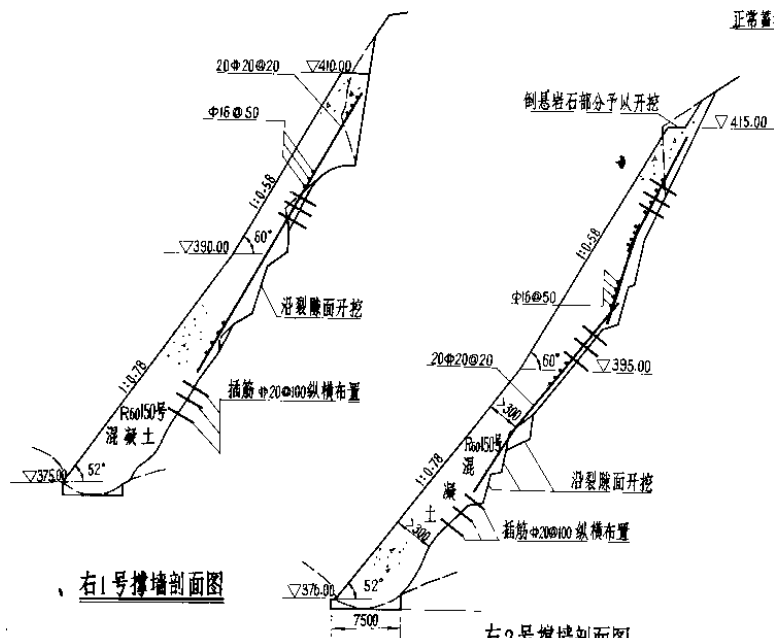 正常蓄
20Φ20@20
▽410.00
Φ16@50
1:0.58
▽390.00
60°
沿裂隙面开挖
1:0.78
插筋Φ20@100纵横布置
R60150号
混凝土
▽375.00
52°
右1号撑墙剖面图
倒悬岩石部分予以开挖
▽415.00
1:0.58
Φ16@50
60°
▽395.00
20Φ20@20
>300
R60150号
混
凝
土
1:0.78
沿裂隙面开挖
>300
插筋Φ20@100纵横布置
▽376.00
52°
7500
右2号撑墙剖面图